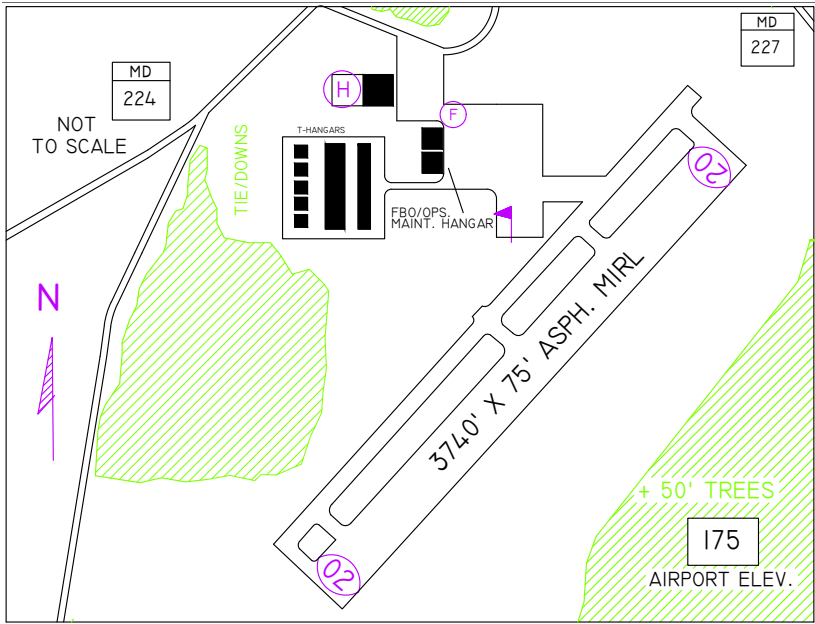 MD
227
MD
224
NOT
TO SCALE
H
F
T-HANGARS
TIE/DOWNS
20
FBO/OPS.
MAINT. HANGAR
N
3740' X 75' ASPH. MIRL
+ 50' TREES
175
AIRPORT ELEV.
02